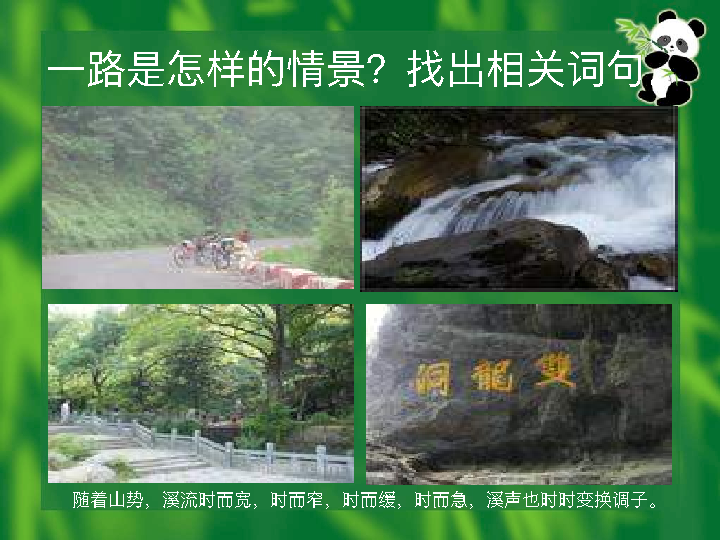 一路是怎样的情景？找出相关词句
洞龍雙
随着山势，溪流时而宽，时而窄，时而缓，时而急，溪声也时时变换调子。